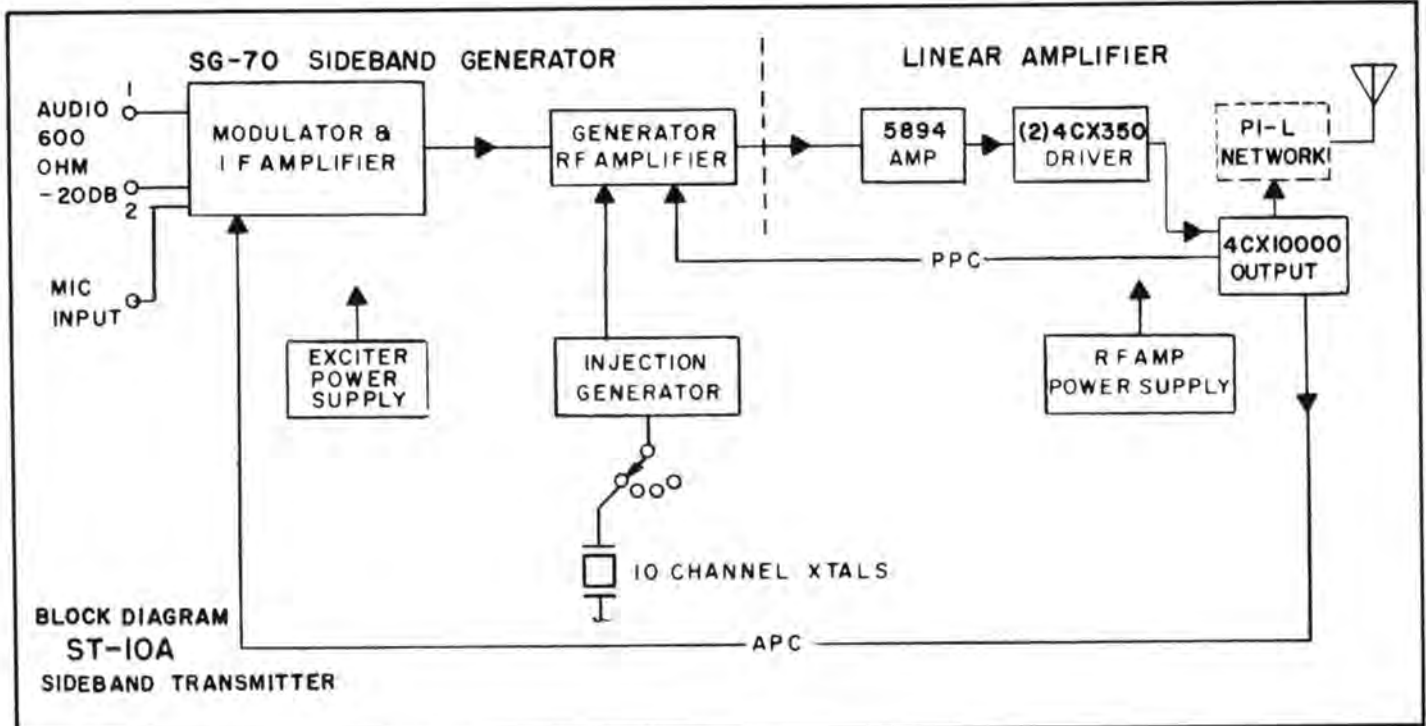 SG-70 SIDEBAND GENERATOR
LINEAR AMPLIFIER
AUDIO 1
600
OHM
-20DB
2
MIC
INPUT
MODULATOR &
IF AMPLIFIER
GENERATOR
RF AMPLIFIER
5894
AMP
(2) 4CX350
DRIVER
PI-L
NETWORK
4CX10000
OUTPUT
PPC
EXCITER
POWER
SUPPLY
INJECTION
GENERATOR
RF AMP
POWER SUPPLY
10 CHANNEL XTALS
APC
BLOCK DIAGRAM
ST-10A
SIDEBAND TRANSMITTER